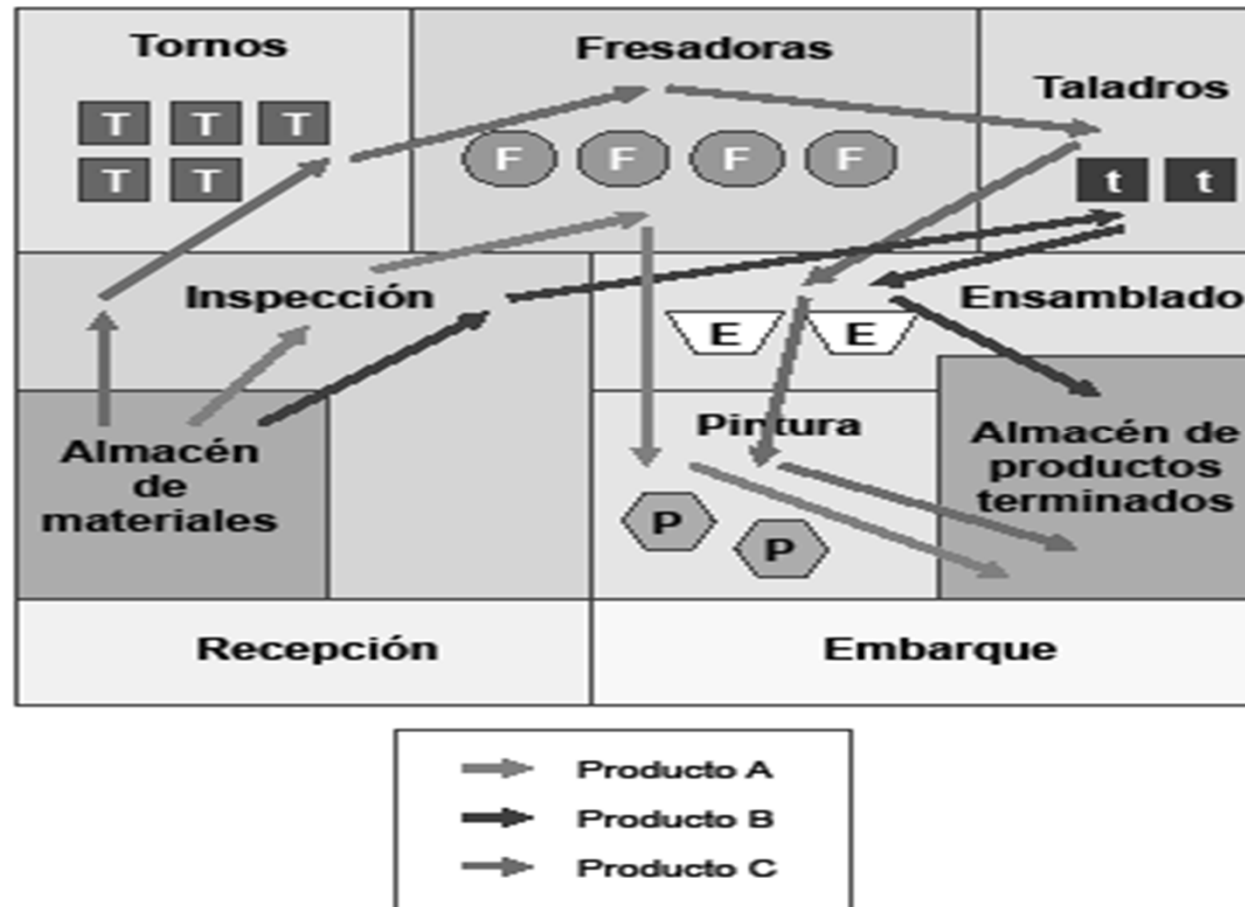 Tornos
Fresadoras
Taladros
T T T
T T
F F F F
t t
Inspección
Ensamblado
E E
Almacén
de
materiales
Pintura
P
P
Almacén de
productos
terminados
Recepción
Embarque
Producto A
Producto B
Producto C